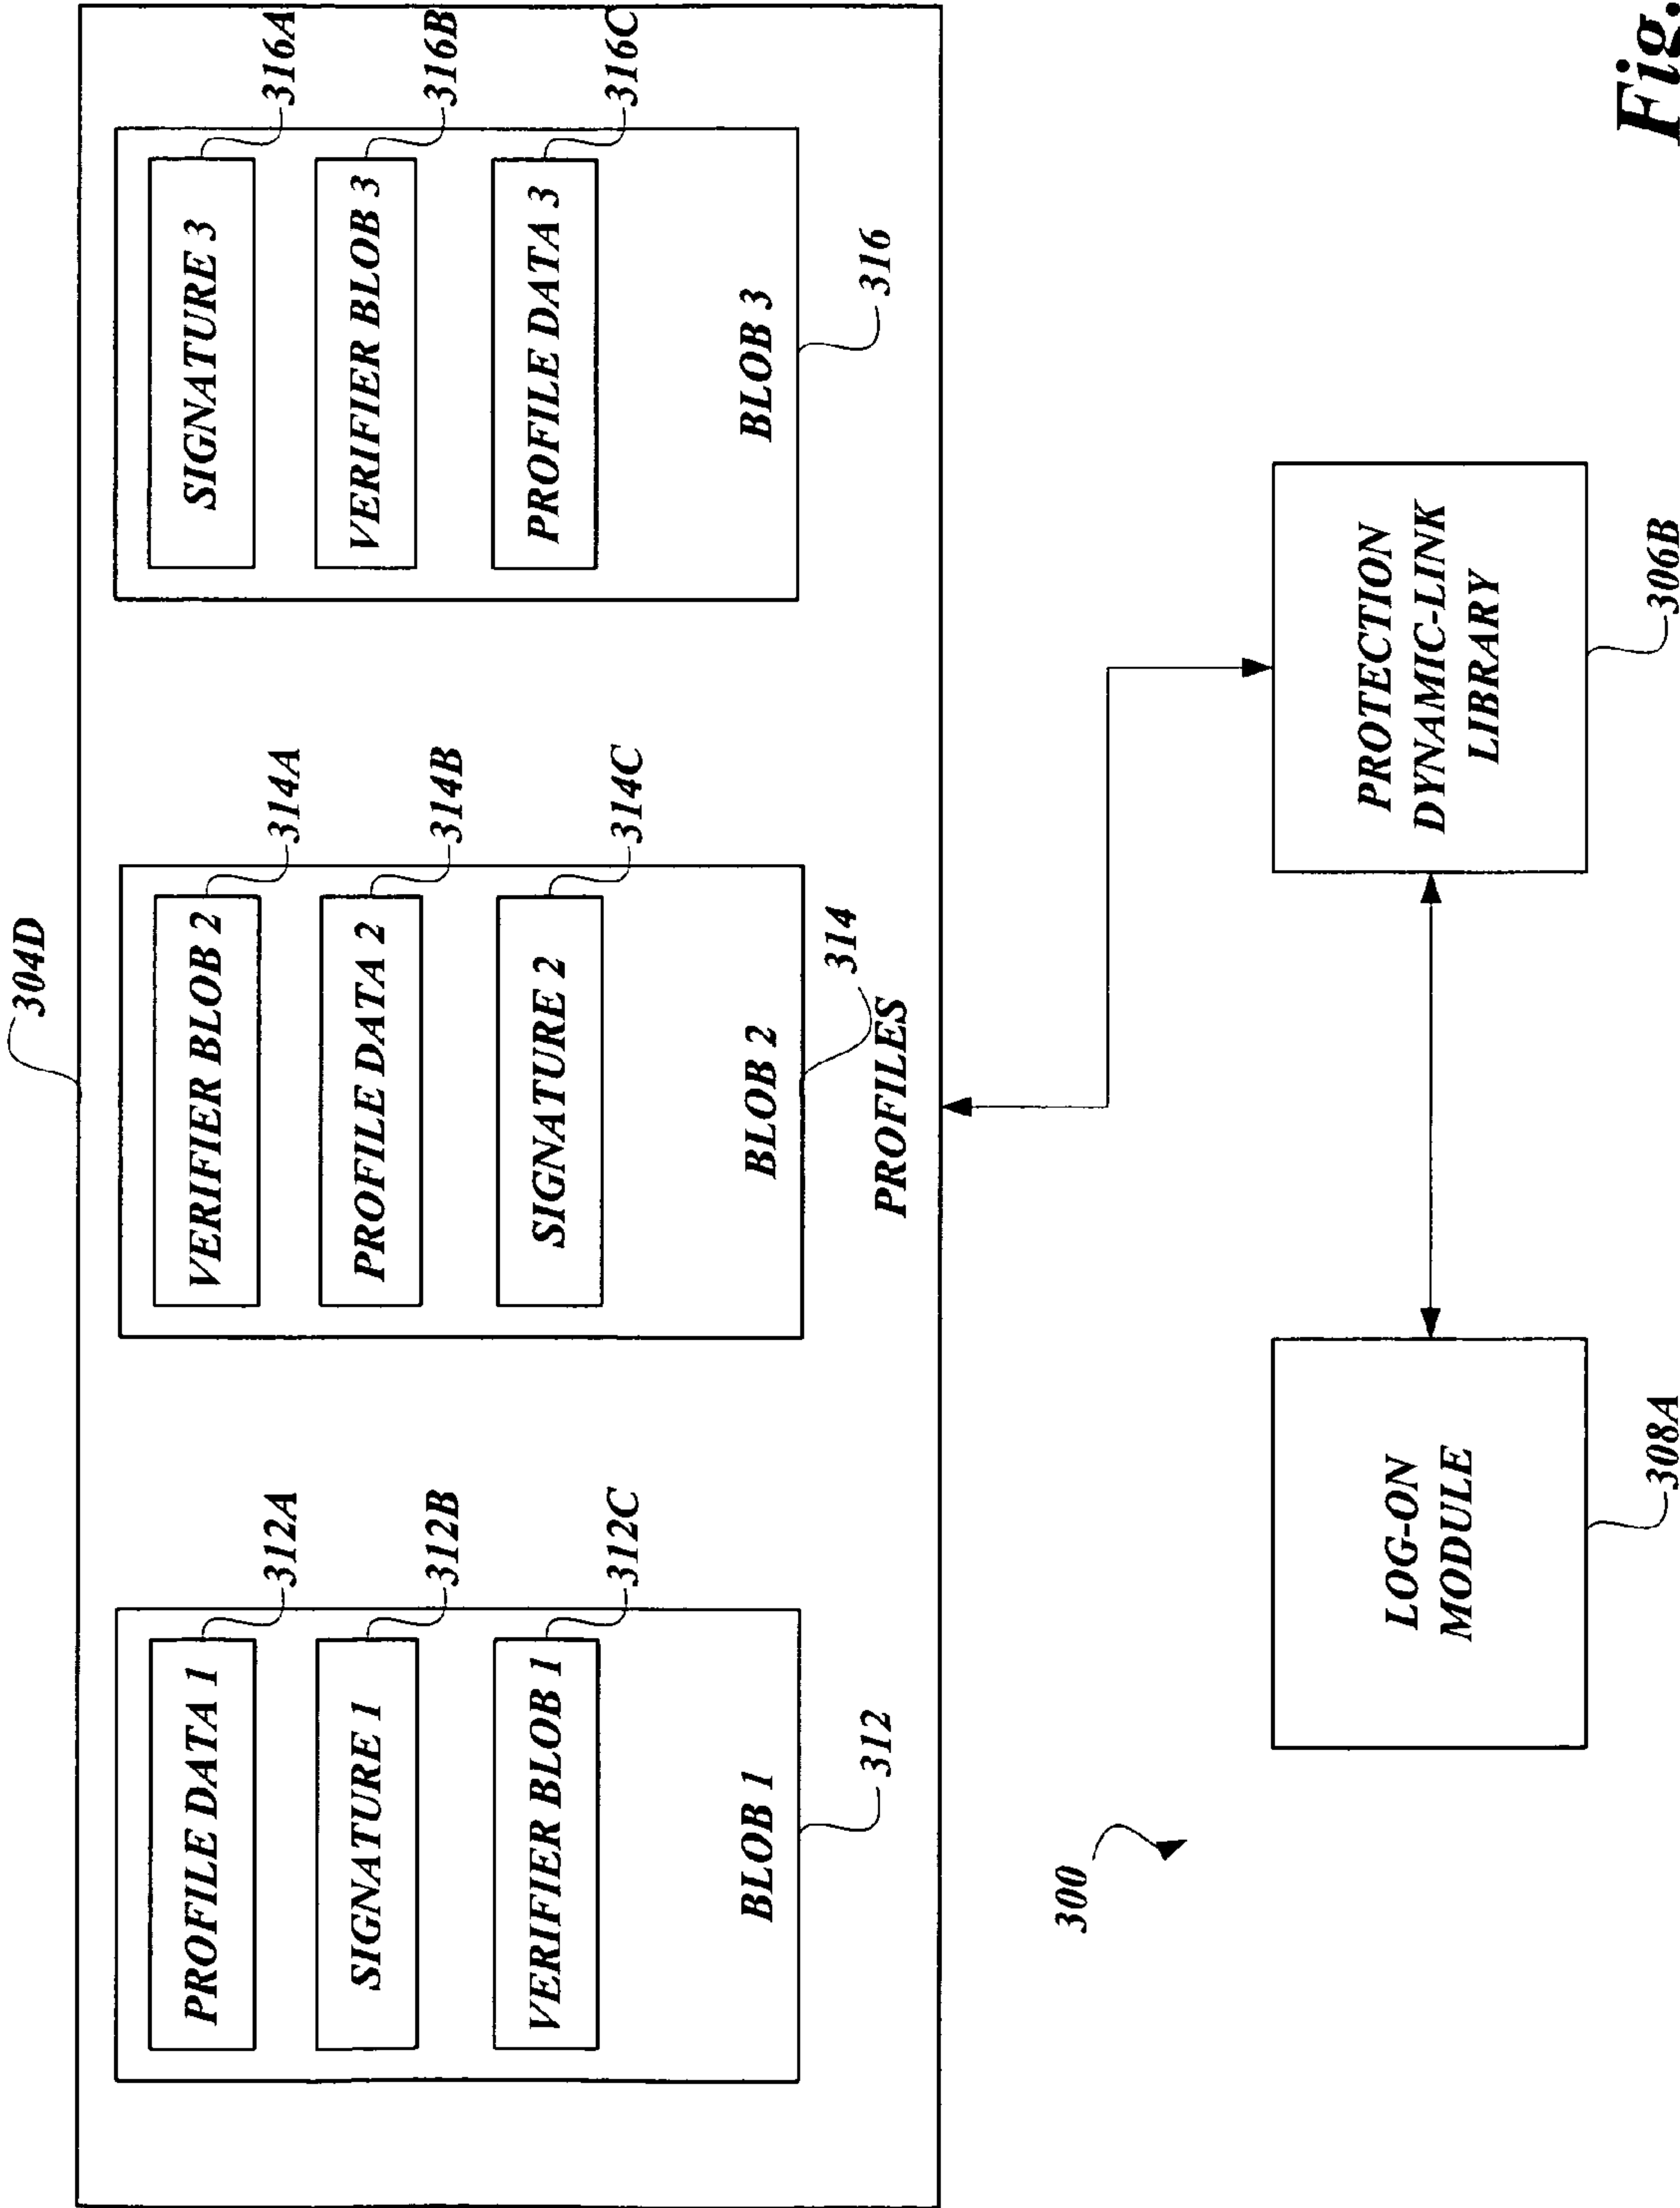 304D
PROFILE DATA 1
312A
SIGNATURE 1
312B
VERIFIER BLOB 1
312C
BLOB 1
312
VERIFIER BLOB 2
314A
PROFILE DATA 2
314B
SIGNATURE 2
314C
BLOB 2
314
SIGNATURE 3
316A
VERIFIER BLOB 3
316B
PROFILE DATA 3
316C
BLOB 3
316
PROFILES
300
LOG-ON
MODULE
308A
PROTECTION
DYNAMIC-LINK
LIBRARY
306B
Fig.